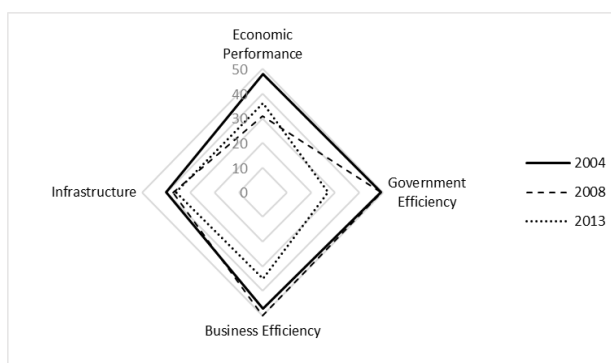 Economic
Performance
50
40
30
20
10
0
Infrastructure
Government
Efficiency
Business Efficiency
2004
2008
2013